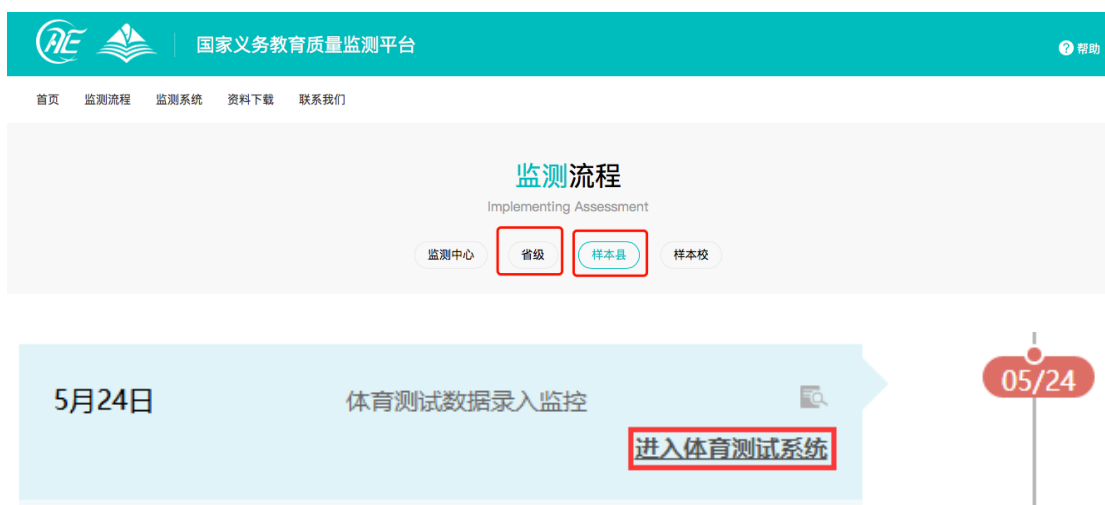 AE 国家义务教育质量监测平台 ? 帮助
首页 监测流程 监测系统 资料下载 联系我们
监测流程
Implementing Assessment
监测中心 省级 样本县 样本校
5月24日 体育测试数据录入监控 05/24
进入体育测试系统